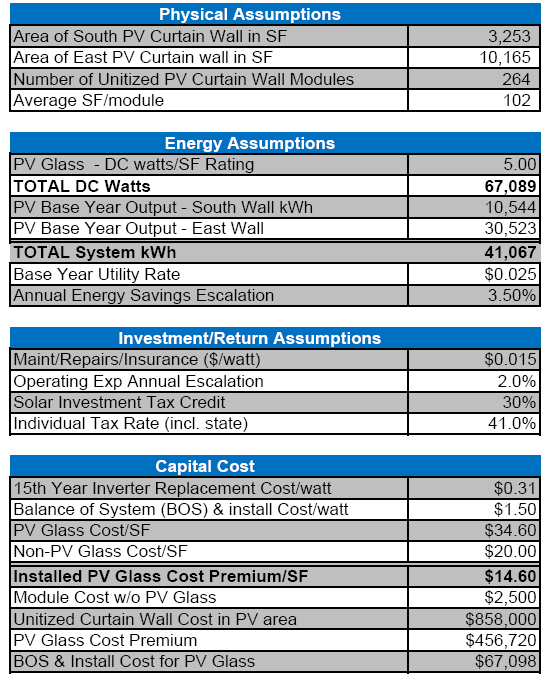 Physical Assumptions
Area of South PV Curtain Wall in SF 3,253
Area of East PV Curtain wall in SF 10,165
Number of Unitized PV Curtain Wall Modules 264
Average SF/module 102
Energy Assumptions
PV Glass - DC watts/SF Rating 5.00
TOTAL DC Watts 67,089
PV Base Year Output - South Wall kWh 10,544
PV Base Year Output - East Wall 30,523
TOTAL System kWh 41,067
Base Year Utility Rate $0.025
Annual Energy Savings Escalation 3.50%
Investment/Return Assumptions
Maint/Repairs/Insurance ($/watt) $0.015
Operating Exp Annual Escalation 2.0%
Solar Investment Tax Credit 30%
Individual Tax Rate (incl. state) 41.0%
Capital Cost
15th Year Inverter Replacement Cost/watt $0.31
Balance of System (BOS) & install Cost/watt $1.50
PV Glass Cost/SF $34.60
Non-PV Glass Cost/SF $20.00
Installed PV Glass Cost Premium/SF $14.60
Module Cost w/o PV Glass $2,500
Unitized Curtain Wall Cost in PV area $858,000
PV Glass Cost Premium $456,720
BOS & Install Cost for PV Glass $67,098